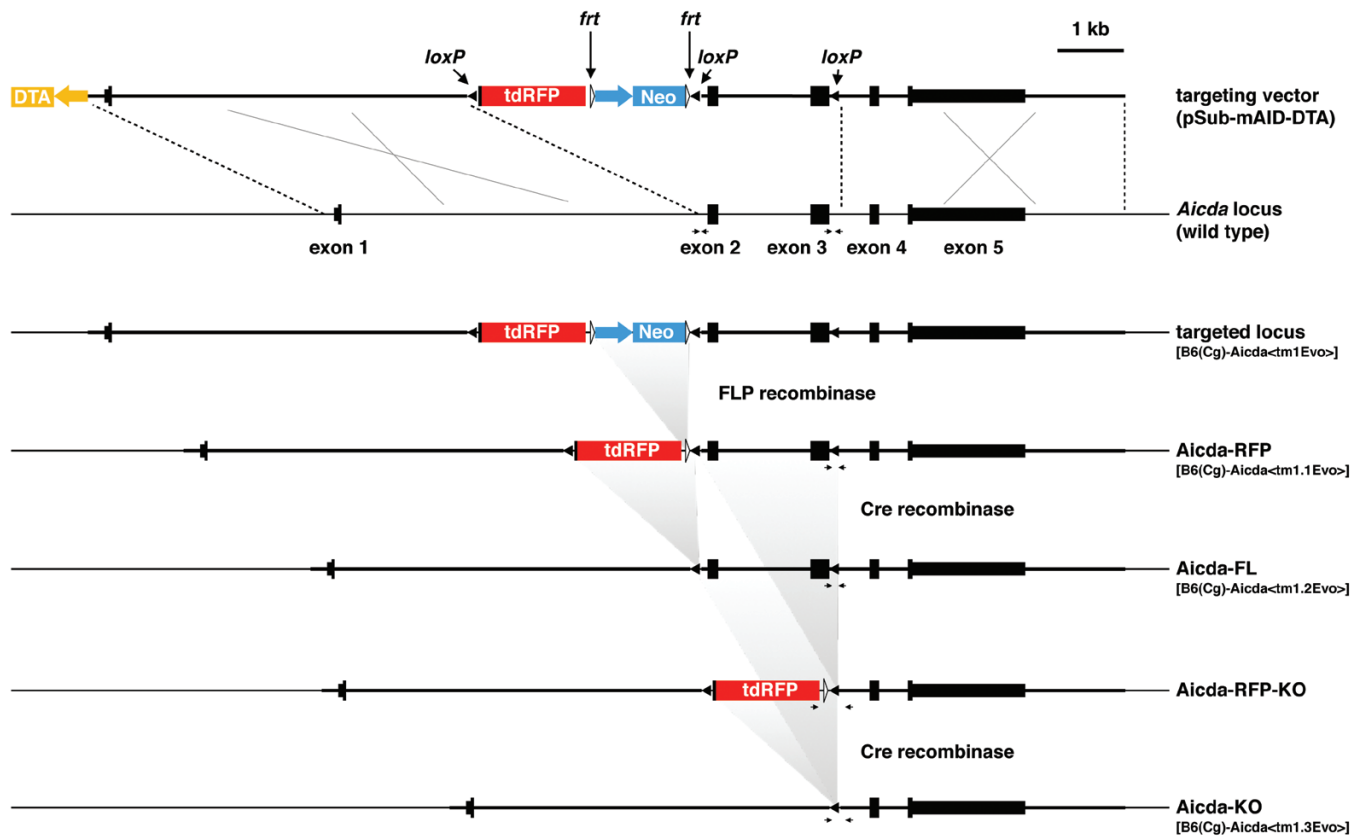 frt frt
1 kb
loxP loxP loxP
DTA tdRFP Neo targeting vector
(pSub-mAID-DTA)
Aicda locus
(wild type)
exon 1 exon 2 exon 3 exon 4 exon 5
tdRFP Neo targeted locus
[B6(Cg)-Aicda<tm1Evo>]
FLP recombinase
tdRFP Aicda-RFP
[B6(Cg)-Aicda<tm1.1Evo>]
Cre recombinase
Aicda-FL
[B6(Cg)-Aicda<tm1.2Evo>]
tdRFP Aicda-RFP-KO
Cre recombinase
Aicda-KO
[B6(Cg)-Aicda<tm1.3Evo>]